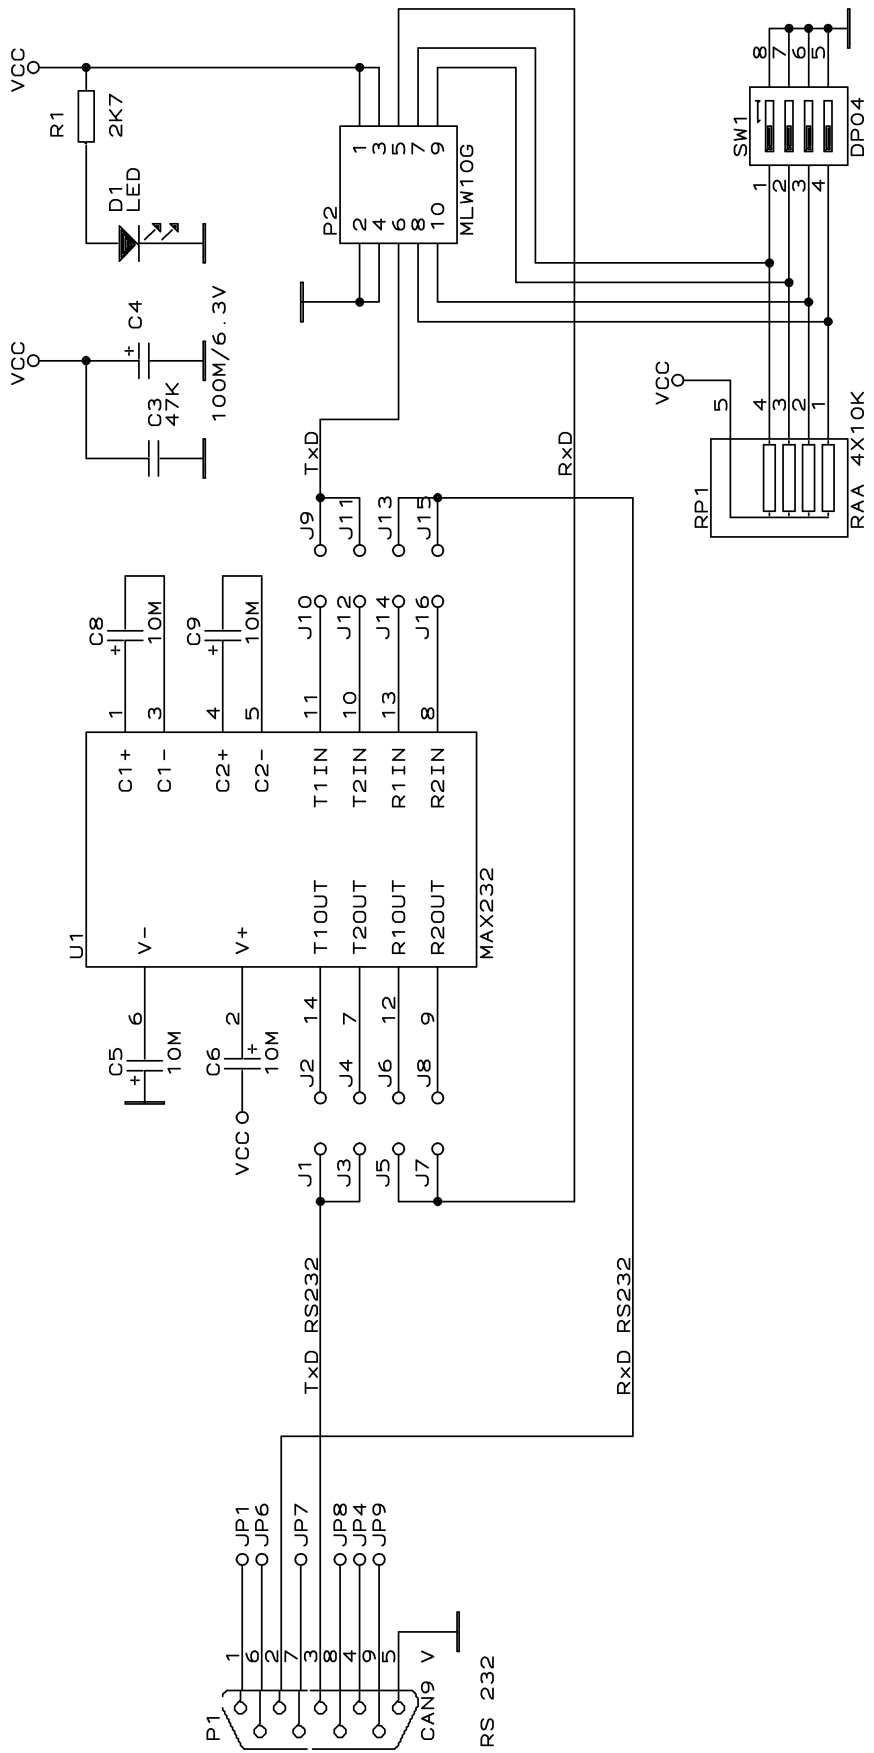 VCC
R1
2K7
D1
LED
VCC
C4
100M/6.3V
C3
47K
P2
MLW10G
1
3
5
7
9
2
4
6
8
10
SW1
DP04
8
7
6
5
1
2
3
4
VCC
5
4
3
2
1
RP1
RAA 4X10K
TxD
RxD
J9
J11
J13
J15
J10
J12
J14
J16
C8
10M
C9
10M
1
3
4
5
11
10
13
8
C1+
C1-
C2+
C2-
T1IN
T2IN
R1IN
R2IN
U1
MAX232
V-
V+
T1OUT
T2OUT
R1OUT
R2OUT
6
2
14
7
12
9
C5
10M
C6
10M
VCC
J2
J4
J6
J8
J1
J3
J5
J7
TxD RS232
RxD RS232
JP1
JP6
JP7
JP8
JP4
JP9
1
6
2
7
3
8
4
9
5
P1
CAN9 V
RS 232